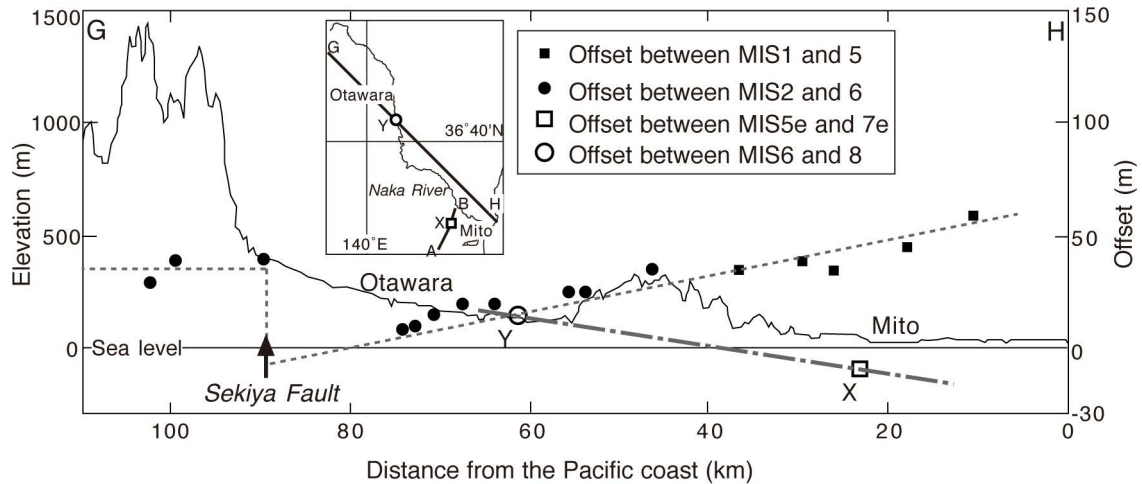 G
H
1500
1000
500
0
Elevation (m)
150
100
50
0
-30
Offset (m)
G
Otawara
Y
36°40'N
Naka River
B
H
X
Mito
140°E
A
Offset between MIS1 and 5
Offset between MIS2 and 6
Offset between MIS5e and 7e
Offset between MIS6 and 8
Otawara
Mito
Sea level
Y
X
Sekiya Fault
100
80
60
40
20
0
Distance from the Pacific coast (km)